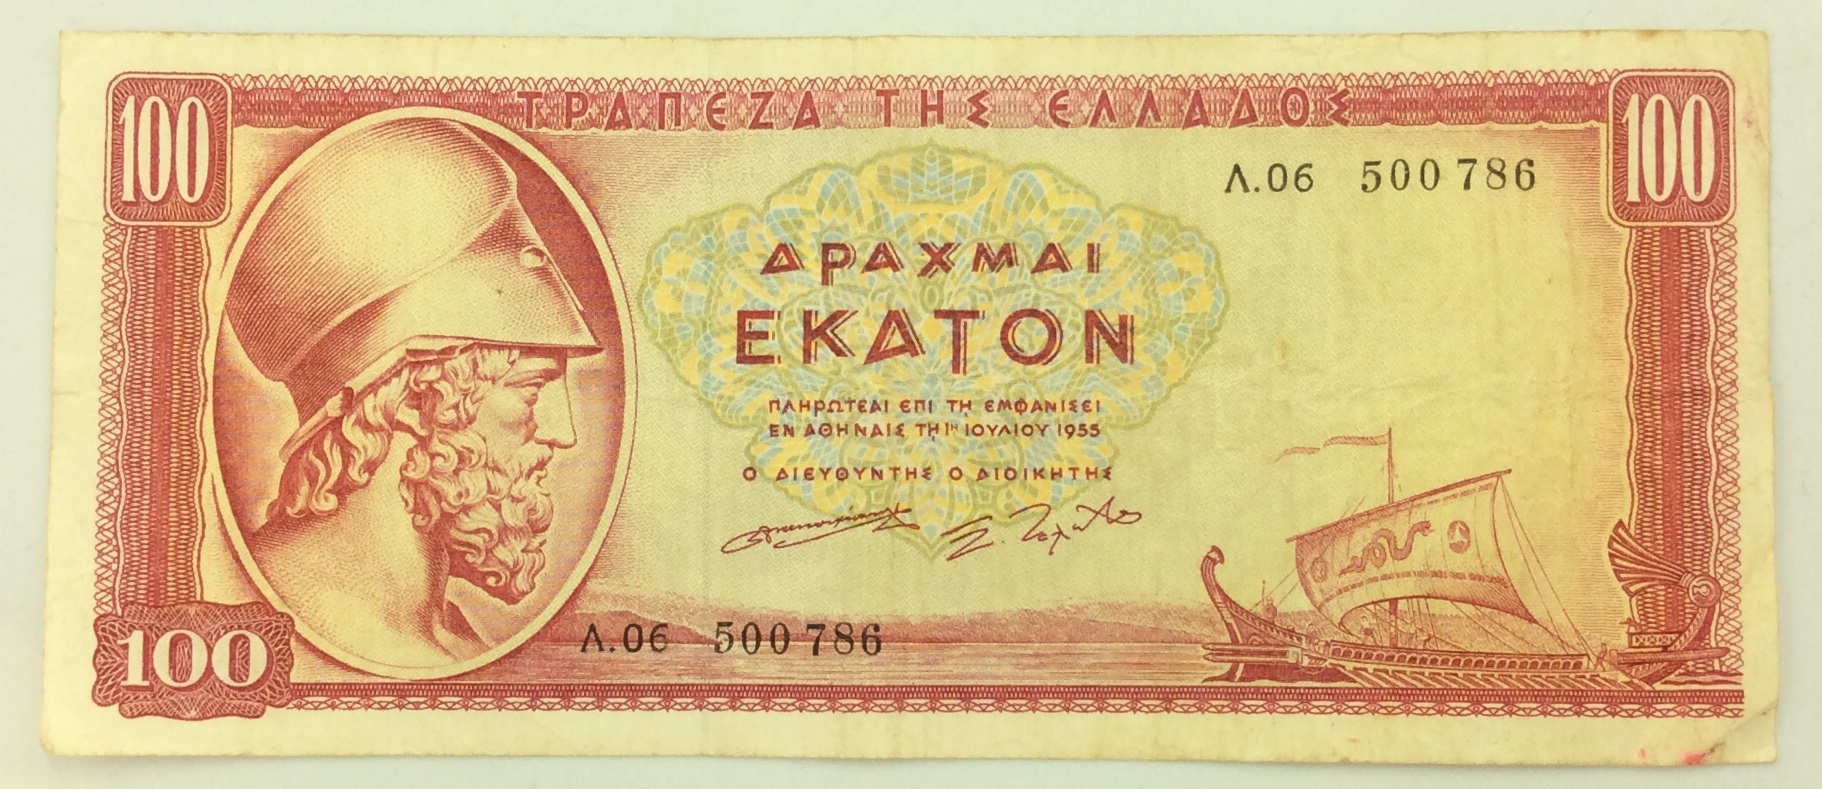 100
ΤΡΑΠΕΖΑ ΤΗΣ ΕΛΛΑΔΟΣ
100
Λ.06 500786
ΔΡΑΧΜΑΙ
ΕΚΑΤΟΝ
ΠΛΗΡΩΤΕΑΙ ΕΠΙ ΤΗ ΕΜΦΑΝΙΣΕΙ
ΕΝ ΑΘΗΝΑΙΣ ΤΗ 1ῃ ΙΟΥΛΙΟΥ 1955
Ο ΔΙΕΥΘΥΝΤΗΣ Ο ΔΙΟΙΚΗΤΗΣ
Λ.06 500786
100